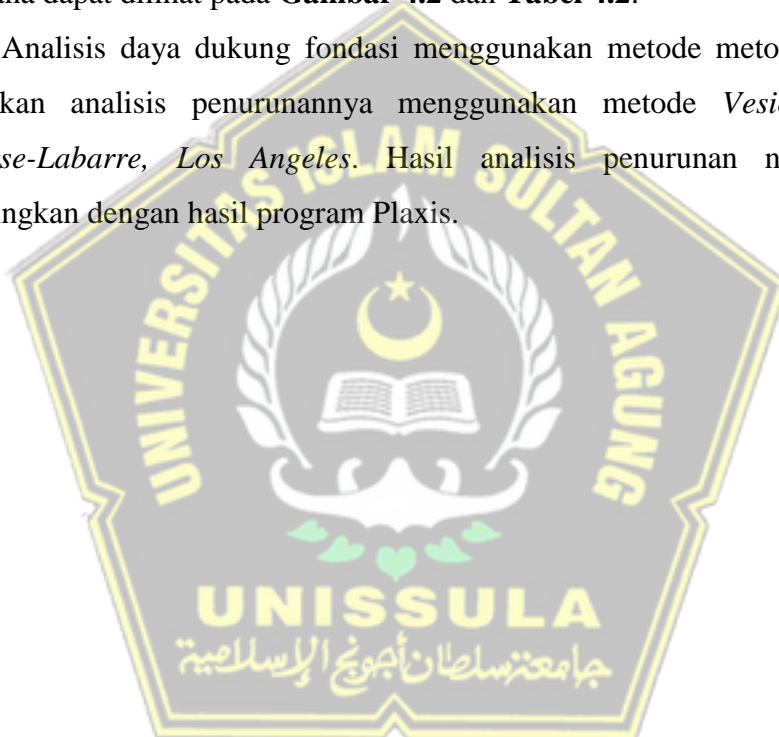 dapat dilihat pada Gambar 4.2 dan Tabel 4.2.
Analisis daya dukung fondasi menggunakan metode meto
kan analisis penurunannya menggunakan metode Vesi
se-Labarre, Los Angeles. Hasil analisis penurunan n
ngkan dengan hasil program Plaxis.
UNIVERSITAS ISLAM SULTAN AGUNG
UNISSULA
جامعة سلطان أجونج الإسلامية